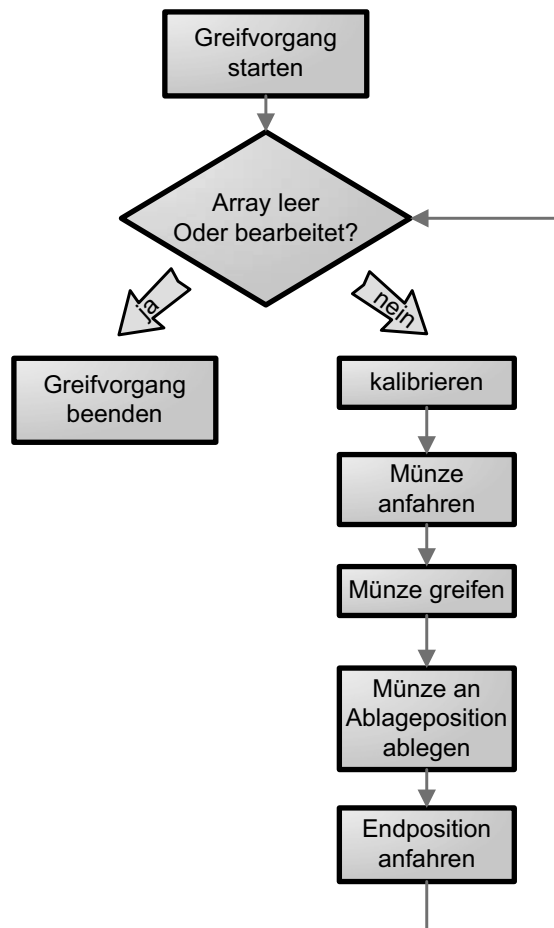 Greifvorgang
starten
Array leer
Oder bearbeitet?
ja
nein
Greifvorgang
beenden
kalibrieren
Münze
anfahren
Münze greifen
Münze an
Ablageposition
ablegen
Endposition
anfahren